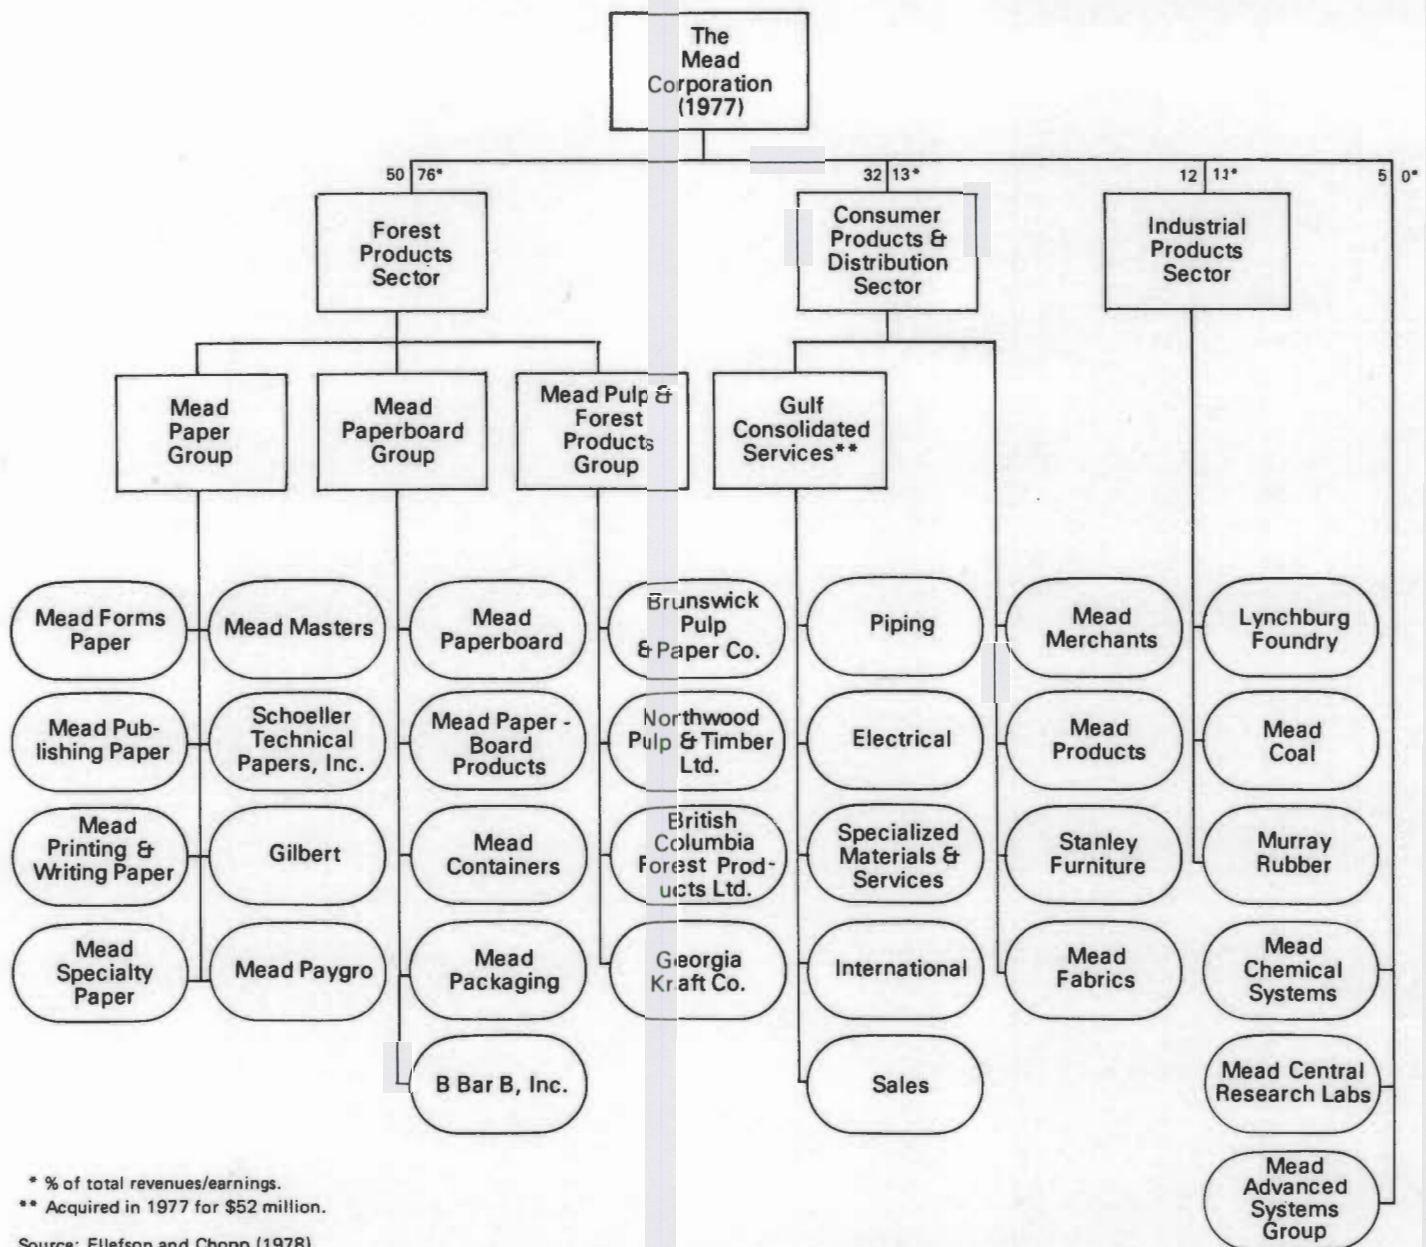 The
Mead
Corporation
(1977)
50 76*
32 13*
12 11*
5 0*
Forest
Products
Sector
Consumer
Products &
Distribution
Sector
Industrial
Products
Sector
Mead
Paper
Group
Mead
Paperboard
Group
Mead Pulp &
Forest
Products
Group
Gulf
Consolidated
Services**
Mead Forms
Paper
Mead Pub-
lishing Paper
Mead
Printing &
Writing Paper
Mead
Specialty
Paper
Mead Masters
Schoeller
Technical
Papers, Inc.
Gilbert
Mead Paygro
Mead
Paperboard
Mead Paper -
Board
Products
Mead
Containers
Mead
Packaging
B Bar B, Inc.
Brunswick
Pulp
& Paper Co.
Northwood
Pulp & Timber
Ltd.
British
Columbia
Forest Prod-
ucts Ltd.
Georgia
Kraft Co.
Piping
Electrical
Specialized
Materials &
Services
International
Sales
Mead
Merchants
Mead
Products
Stanley
Furniture
Mead
Fabrics
Lynchburg
Foundry
Mead
Coal
Murray
Rubber
Mead
Chemical
Systems
Mead Central
Research Labs
Mead
Advanced
Systems
Group
* % of total revenues/earnings.
** Acquired in 1977 for $52 million.
Source: Ellefson and Chopp (1978)